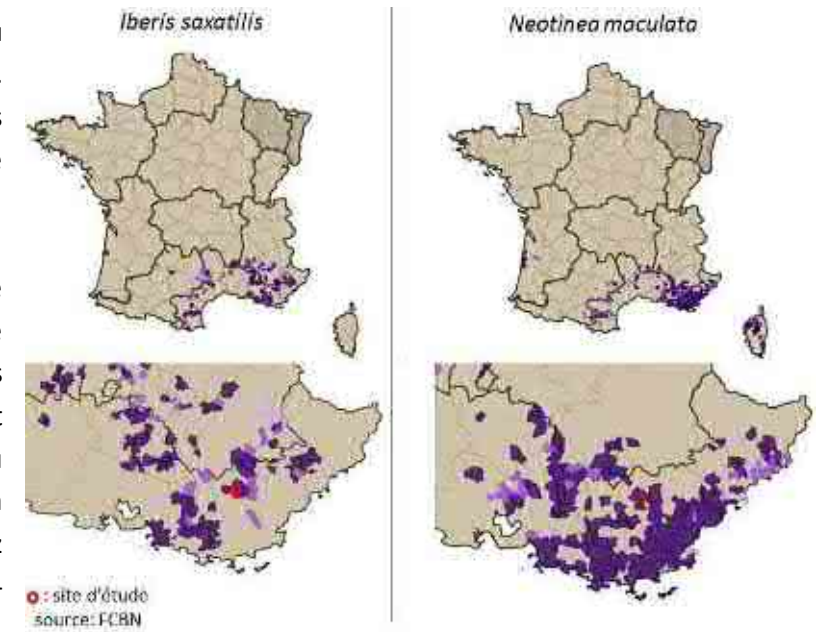 Iberis saxatilis
Neotinea maculata
: site d'étude
source: FCBN